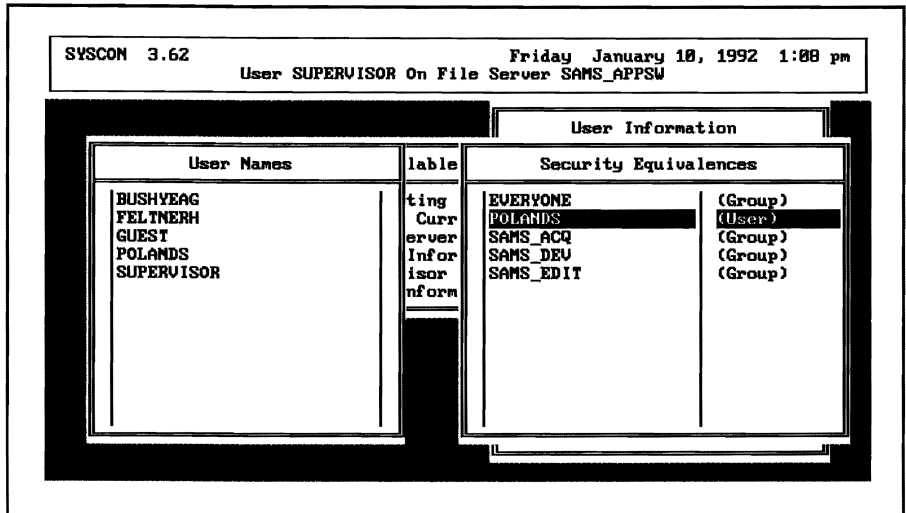 SYSCON 3.62 Friday January 10, 1992 1:08 pm
User SUPERVISOR On File Server SAMS_APPSW
User Information
User Names
BUSHYEAG
FELTNERH
GUEST
POLANDS
SUPERVISOR
lable
ting
Curr
erver
Infor
isor
nform
Security Equivalences
EVERYONE (Group)
POLANDS (User)
SAMS_ACQ (Group)
SAMS_DEV (Group)
SAMS_EDIT (Group)